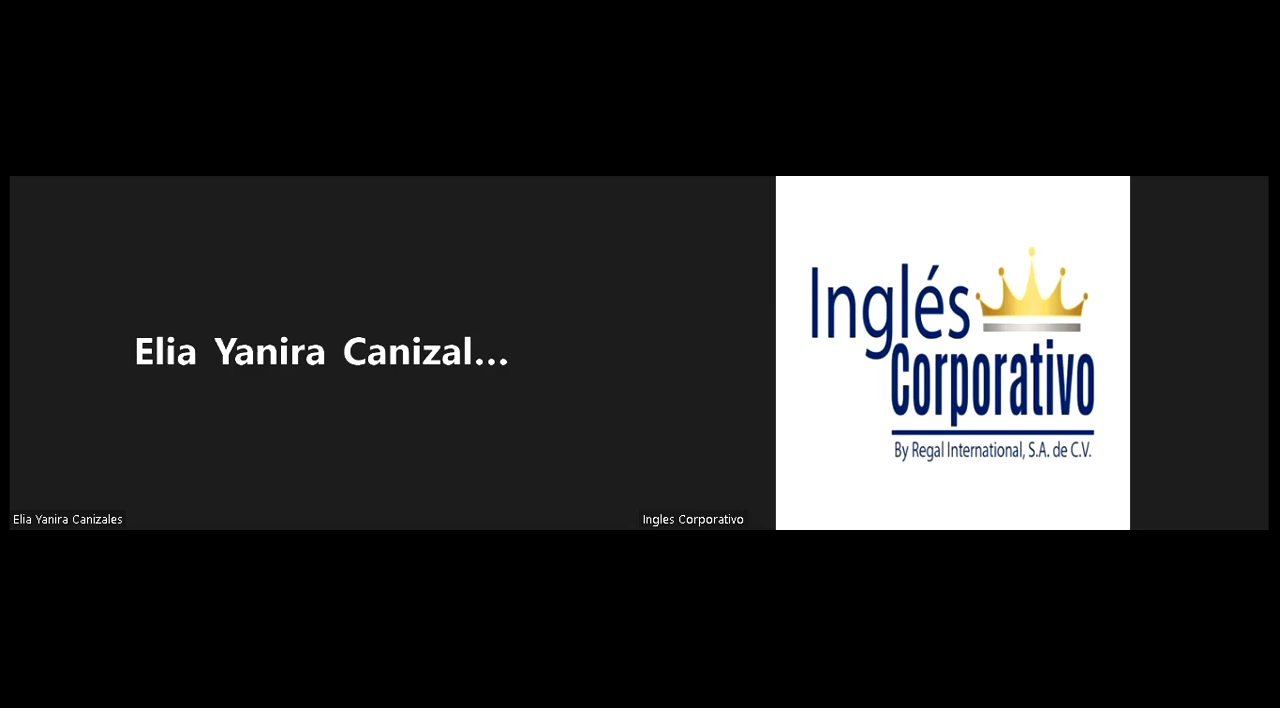 Elia Yanira Canizal...
Elia Yanira Canizales
Ingles Corporativo
Inglés
Corporativo
By Regal International, S.A. de C.V.